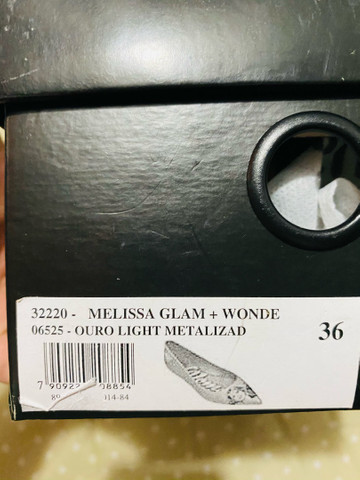 32220 - MELISSA GLAM + WONDE
06525 - OURO LIGHT METALIZAD
36